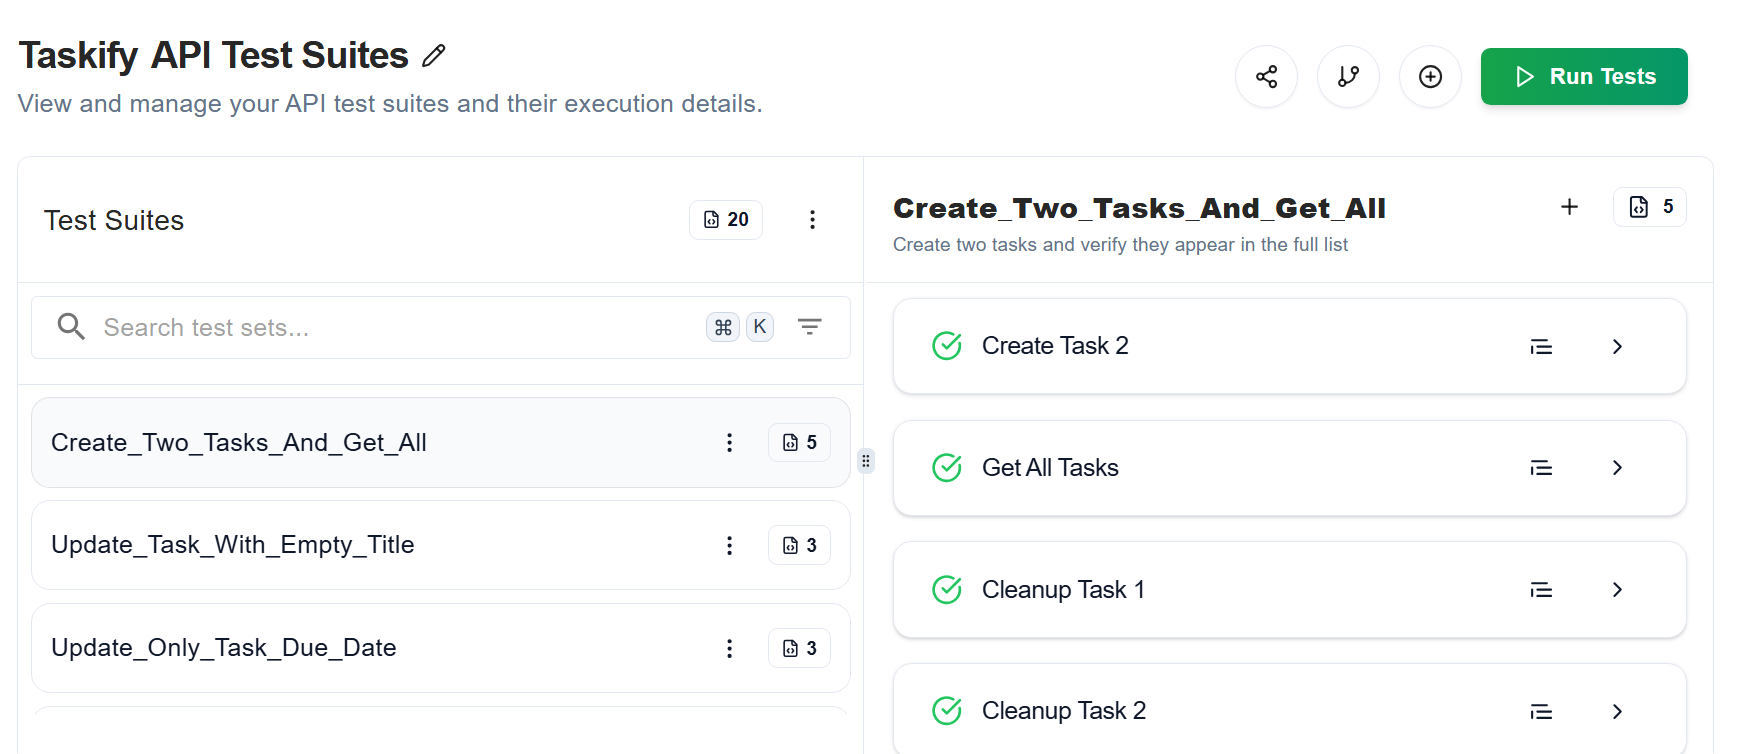 Taskify API Test Suites
View and manage your API test suites and their execution details.
Run Tests
Test Suites
20
Search test sets...
⌘ K
Create_Two_Tasks_And_Get_All
5
Update_Task_With_Empty_Title
3
Update_Only_Task_Due_Date
3
Create_Two_Tasks_And_Get_All
5
Create two tasks and verify they appear in the full list
Create Task 2
Get All Tasks
Cleanup Task 1
Cleanup Task 2